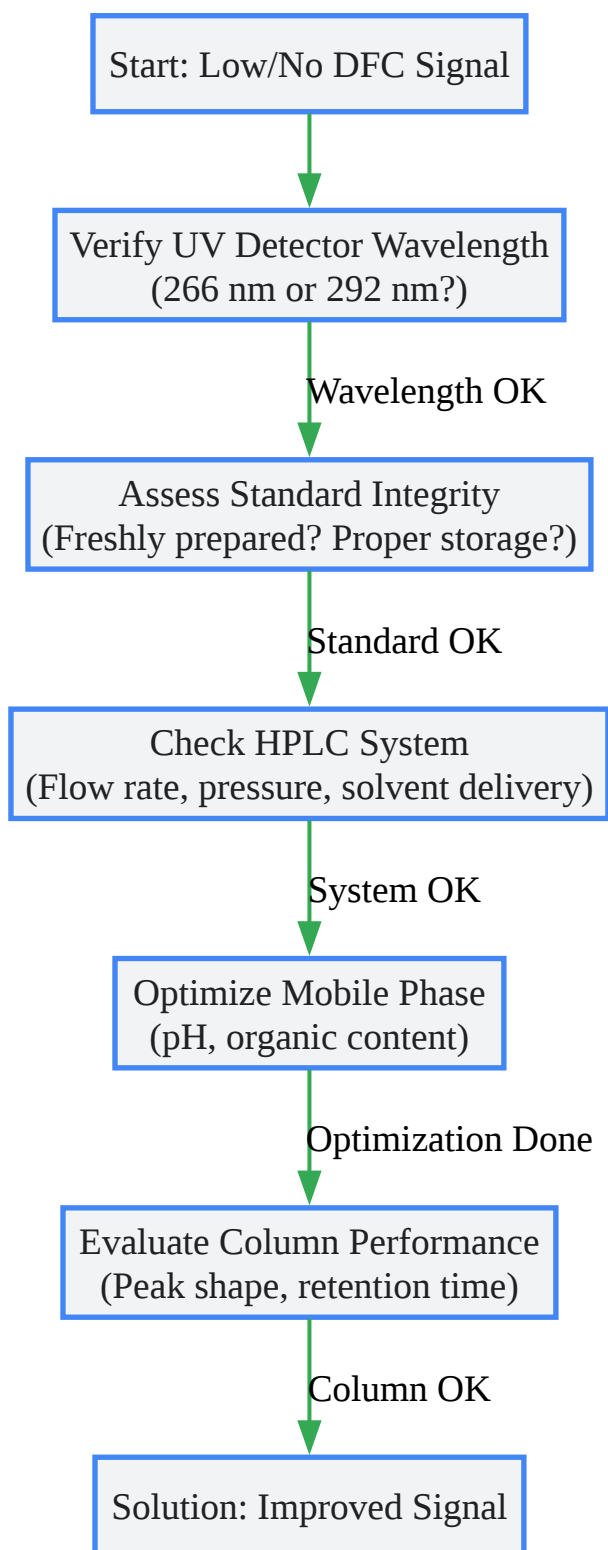 Start: Low/No DFC Signal
Verify UV Detector Wavelength
(266 nm or 292 nm?)
Wavelength OK
Assess Standard Integrity
(Freshly prepared? Proper storage?)
Standard OK
Check HPLC System
(Flow rate, pressure, solvent delivery)
System OK
Optimize Mobile Phase
(pH, organic content)
Optimization Done
Evaluate Column Performance
(Peak shape, retention time)
Column OK
Solution: Improved Signal